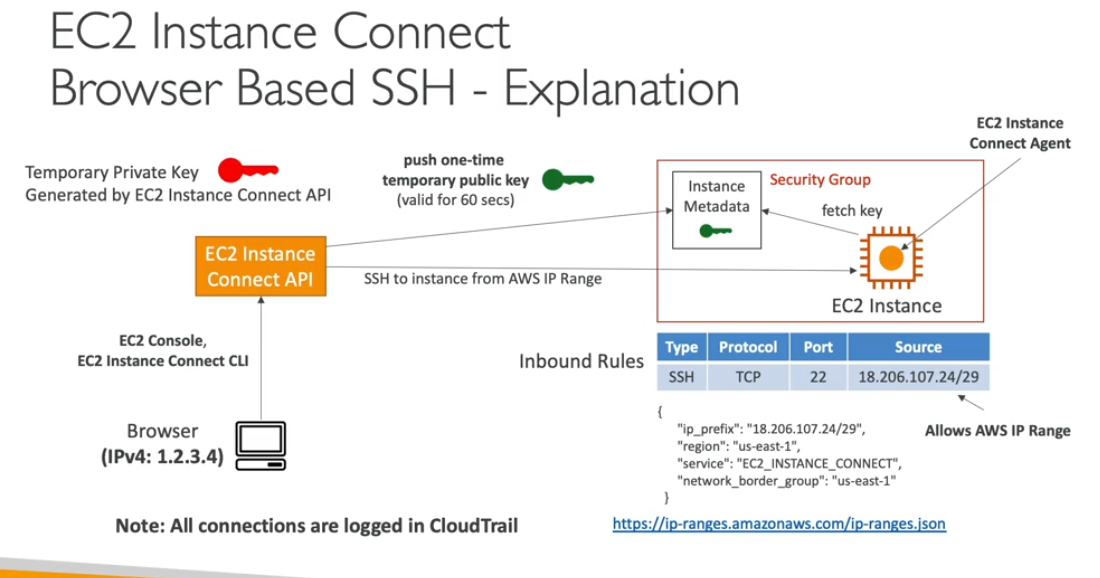 EC2 Instance Connect
Browser Based SSH - Explanation
EC2 Instance
Connect Agent
Temporary Private Key
Generated by EC2 Instance Connect API
push one-time
temporary public key
(valid for 60 secs)
Instance
Metadata
Security Group
fetch key
EC2 Instance
Connect API
SSH to instance from AWS IP Range
EC2 Instance
EC2 Console,
EC2 Instance Connect CLI
Inbound Rules
Type Protocol Port Source
SSH TCP 22 18.206.107.24/29
Browser
(IPv4: 1.2.3.4)
{
"ip_prefix": "18.206.107.24/29",
"region": "us-east-1",
"service": "EC2_INSTANCE_CONNECT",
"network_border_group": "us-east-1"
}
Allows AWS IP Range
Note: All connections are logged in CloudTrail
https://ip-ranges.amazonaws.com/ip-ranges.json